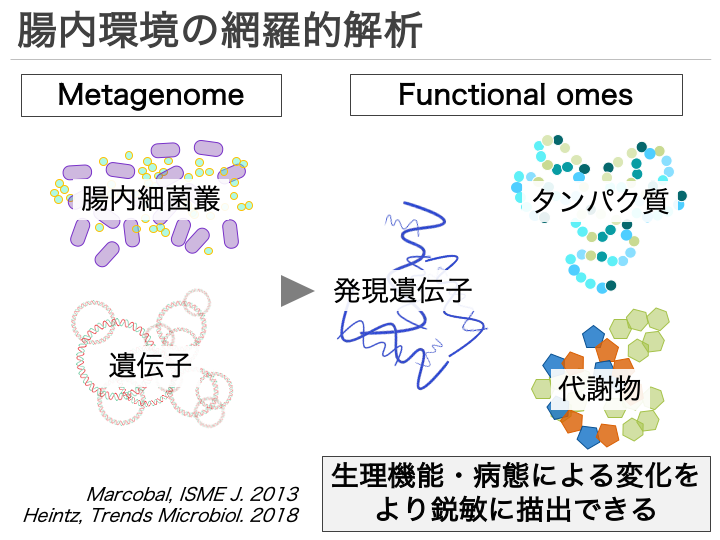 腸内環境の網羅的解析
Metagenome
腸内細菌叢
遺伝子
Functional omes
発現遺伝子
タンパク質
代謝物
生理機能・病態による変化を
より鋭敏に描出できる
Marcobal, ISME J. 2013
Heintz, Trends Microbiol. 2018